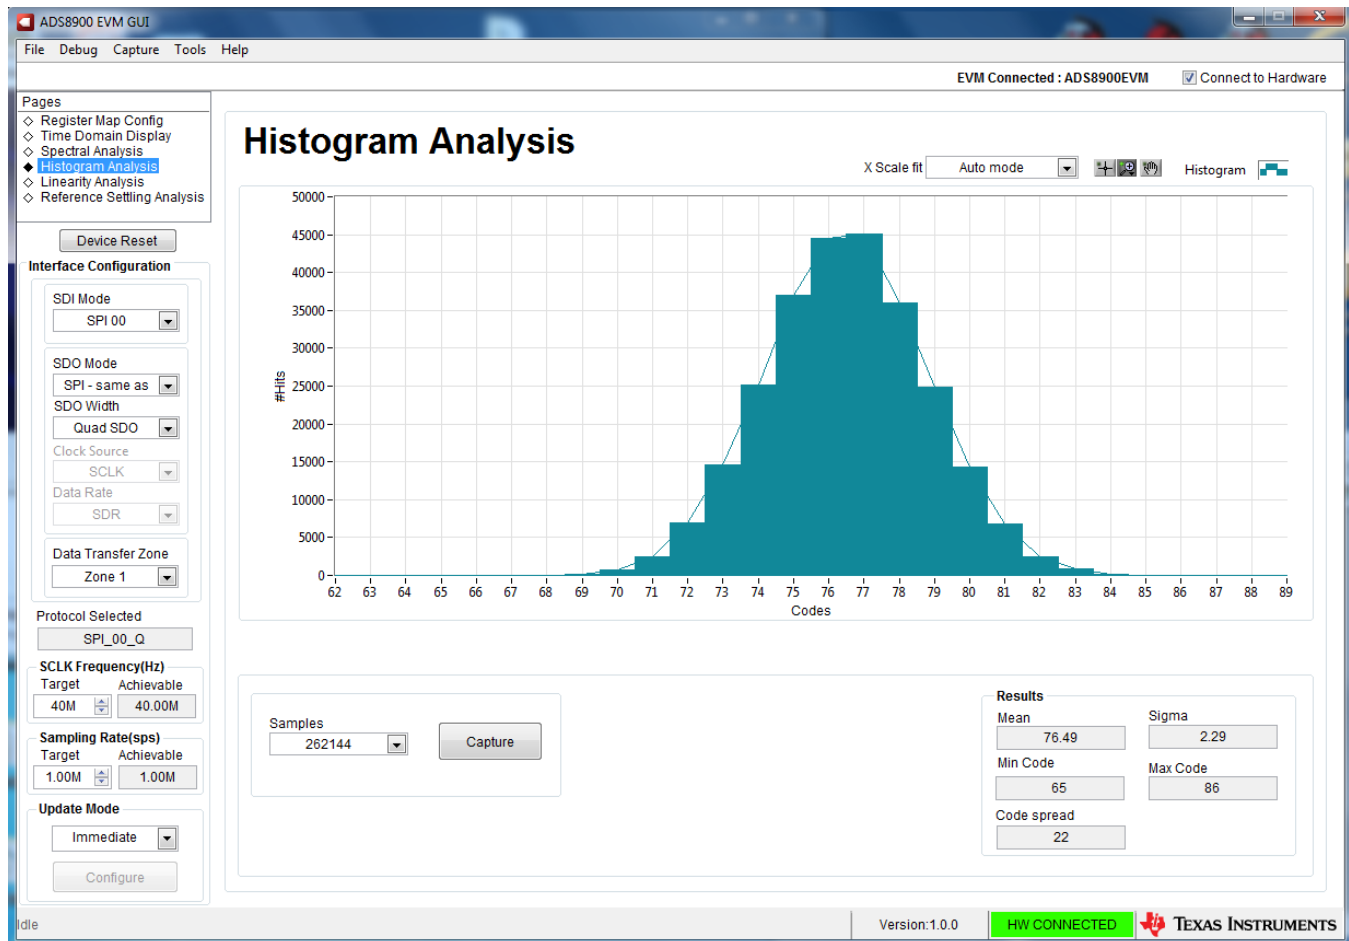 ADS8900 EVM GUI
File Debug Capture Tools Help
EVM Connected : ADS8900EVM Connect to Hardware
Pages
Register Map Config
Time Domain Display
Spectral Analysis
Histogram Analysis
Linearity Analysis
Reference Settling Analysis
Device Reset
Interface Configuration
SDI Mode
SPI 00
SDO Mode
SPI - same as
SDO Width
Quad SDO
Clock Source
SCLK
Data Rate
SDR
Data Transfer Zone
Zone 1
Protocol Selected
SPI_00_Q
SCLK Frequency(Hz)
Target Achievable
40M 40.00M
Sampling Rate(sps)
Target Achievable
1.00M 1.00M
Update Mode
Immediate
Configure
Histogram Analysis
X Scale fit Auto mode Histogram
50000
45000
40000
35000
30000
25000
20000
15000
10000
5000
0
#Hits
62 63 64 65 66 67 68 69 70 71 72 73 74 75 76 77 78 79 80 81 82 83 84 85 86 87 88 89
Codes
Samples
262144
Capture
Results
Mean Sigma
76.49 2.29
Min Code Max Code
65 86
Code spread
22
Idle Version:1.0.0 HW CONNECTED TEXAS INSTRUMENTS